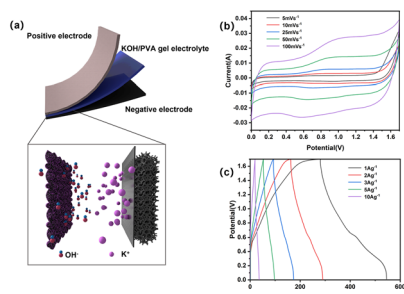 (a)
Positive electrode
KOH/PVA gel electrolyte
Negative electrode
OH⁻
K⁺
(b)
Current(A)
0.04
0.03
0.02
0.01
0.00
-0.01
-0.02
-0.03
5mVs⁻¹
10mVs⁻¹
25mVs⁻¹
50mVs⁻¹
100mVs⁻¹
0.0 0.2 0.4 0.6 0.8 1.0 1.2 1.4 1.6
Potential(V)
(c)
Potential(V)
1.6
1.4
1.2
1.0
0.8
0.6
0.4
0.2
0.0
1Ag⁻¹
2Ag⁻¹
3Ag⁻¹
5Ag⁻¹
10Ag⁻¹
0 200 400 600